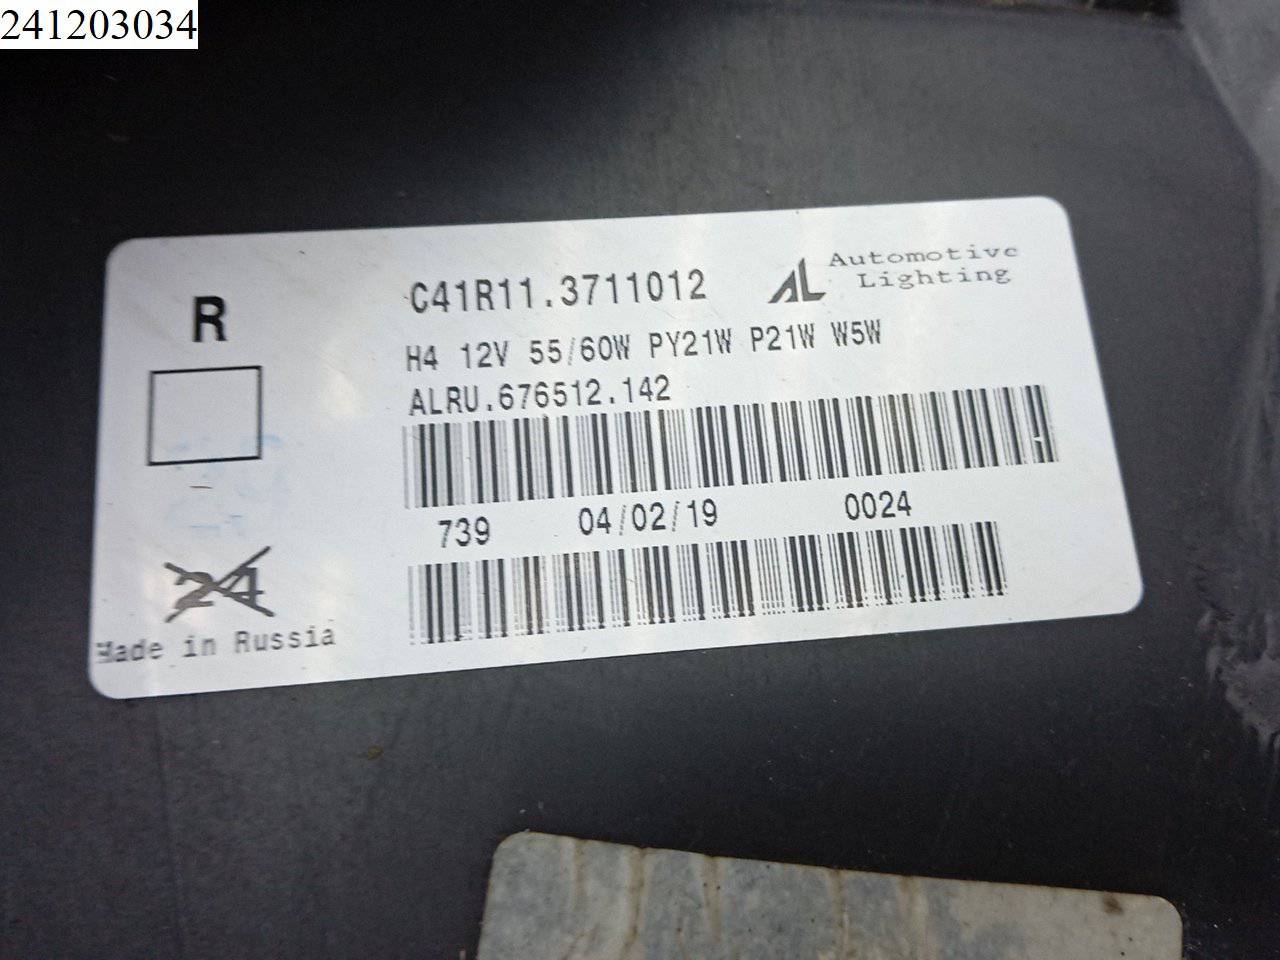 241203034
R
C41R11.3711012
AL Automotive
Lighting
H4 12V 55/60W PY21W P21W W5W
ALRU.676512.142
739 04/02/19 0024
24
Made in Russia